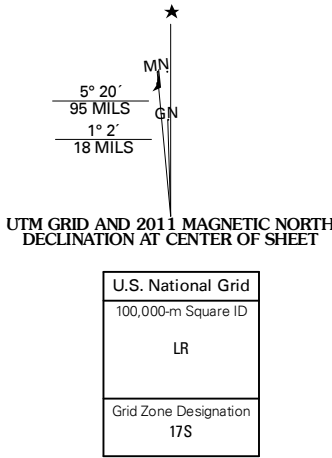 ★
MN
5° 20´
95 MILS
GN
1° 2´
18 MILS
UTM GRID AND 2011 MAGNETIC NORTH
DECLINATION AT CENTER OF SHEET
U.S. National Grid
100,000-m Square ID
LR
Grid Zone Designation
17S